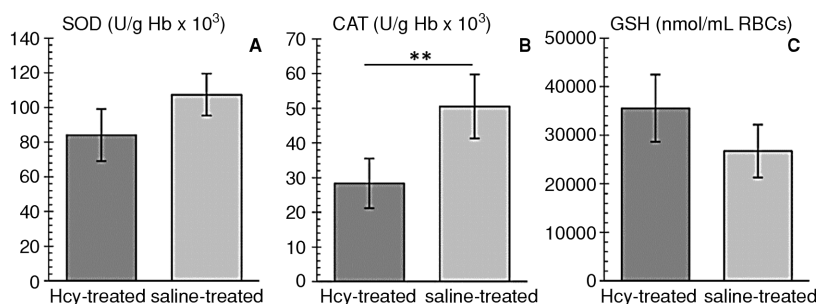 SOD (U/g Hb x 10³)
A
140
120
100
80
60
40
20
0
Hcy-treated
saline-treated
CAT (U/g Hb x 10³)
B
**
70
60
50
40
30
20
10
0
Hcy-treated
saline-treated
GSH (nmol/mL RBCs)
C
50000
40000
30000
20000
10000
0
Hcy-treated
saline-treated